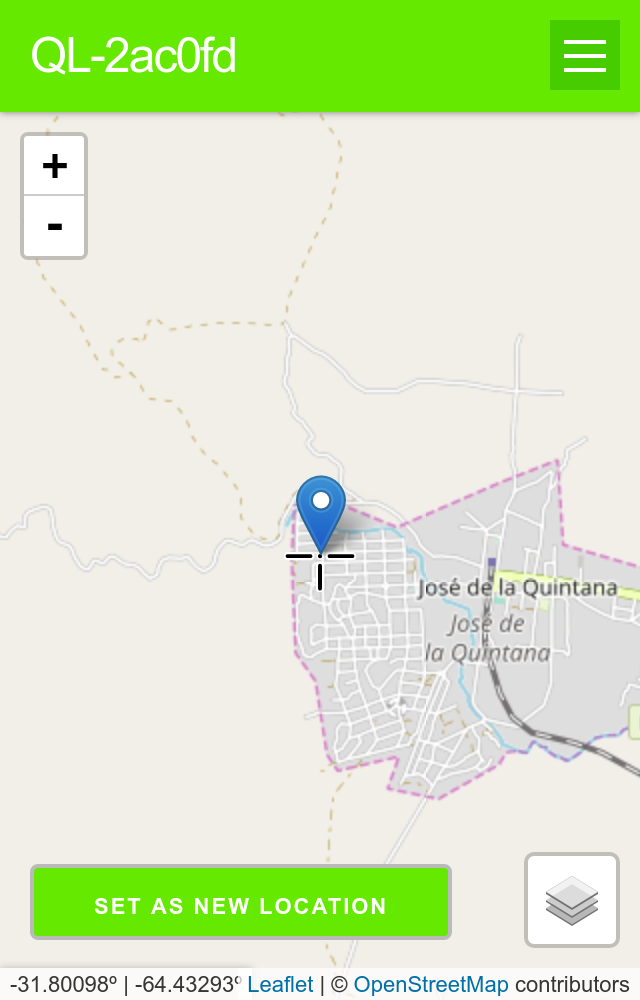 QL-2ac0fd
+
-
José de la Quintana
José de
la Quintana
SET AS NEW LOCATION
-31.80098º | -64.43293º Leaflet | © OpenStreetMap contributors